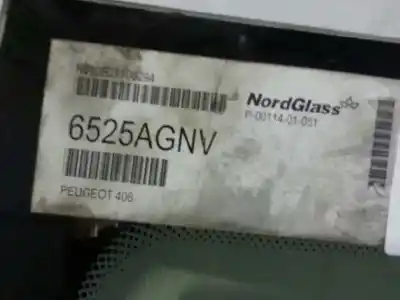 NordGlass
P-00114-01-051
6525AGNV
PEUGEOT 406